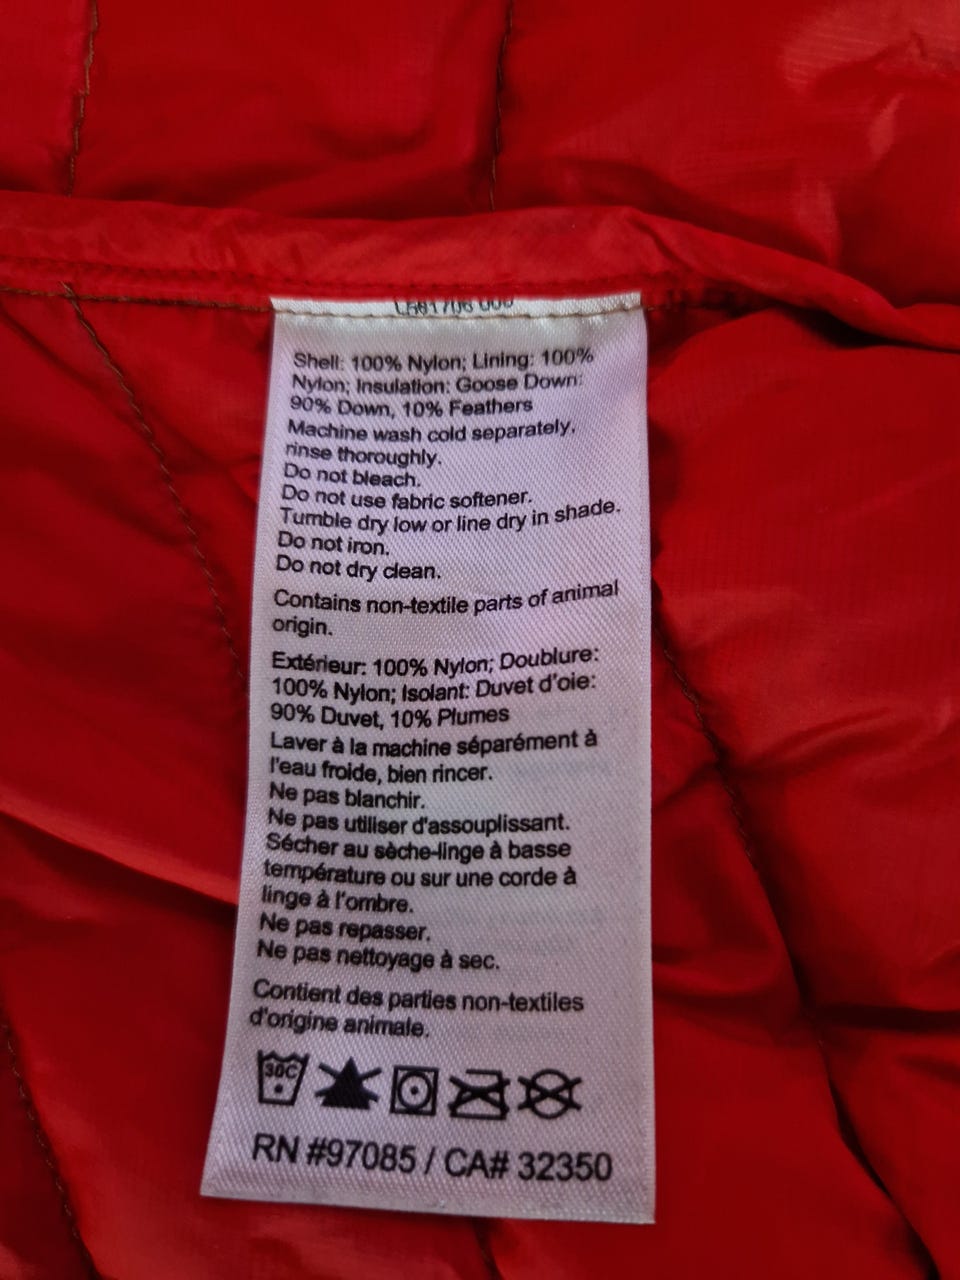 Shell: 100% Nylon; Lining: 100%
Nylon; Insulation: Goose Down:
90% Down, 10% Feathers
Machine wash cold separately,
rinse thoroughly.
Do not bleach.
Do not use fabric softener.
Tumble dry low or line dry in shade.
Do not iron.
Do not dry clean.
Contains non-textile parts of animal
origin.
Extérieur: 100% Nylon; Doublure:
100% Nylon; Isolant: Duvet d'oie:
90% Duvet, 10% Plumes
Laver à la machine séparément à
l'eau froide, bien rincer.
Ne pas blanchir.
Ne pas utiliser d'assouplissant.
Sécher au sèche-linge à basse
température ou sur une corde à
linge à l'ombre.
Ne pas repasser.
Ne pas nettoyage à sec.
Contient des parties non-textiles
d'origine animale.
30C
RN #97085 / CA# 32350